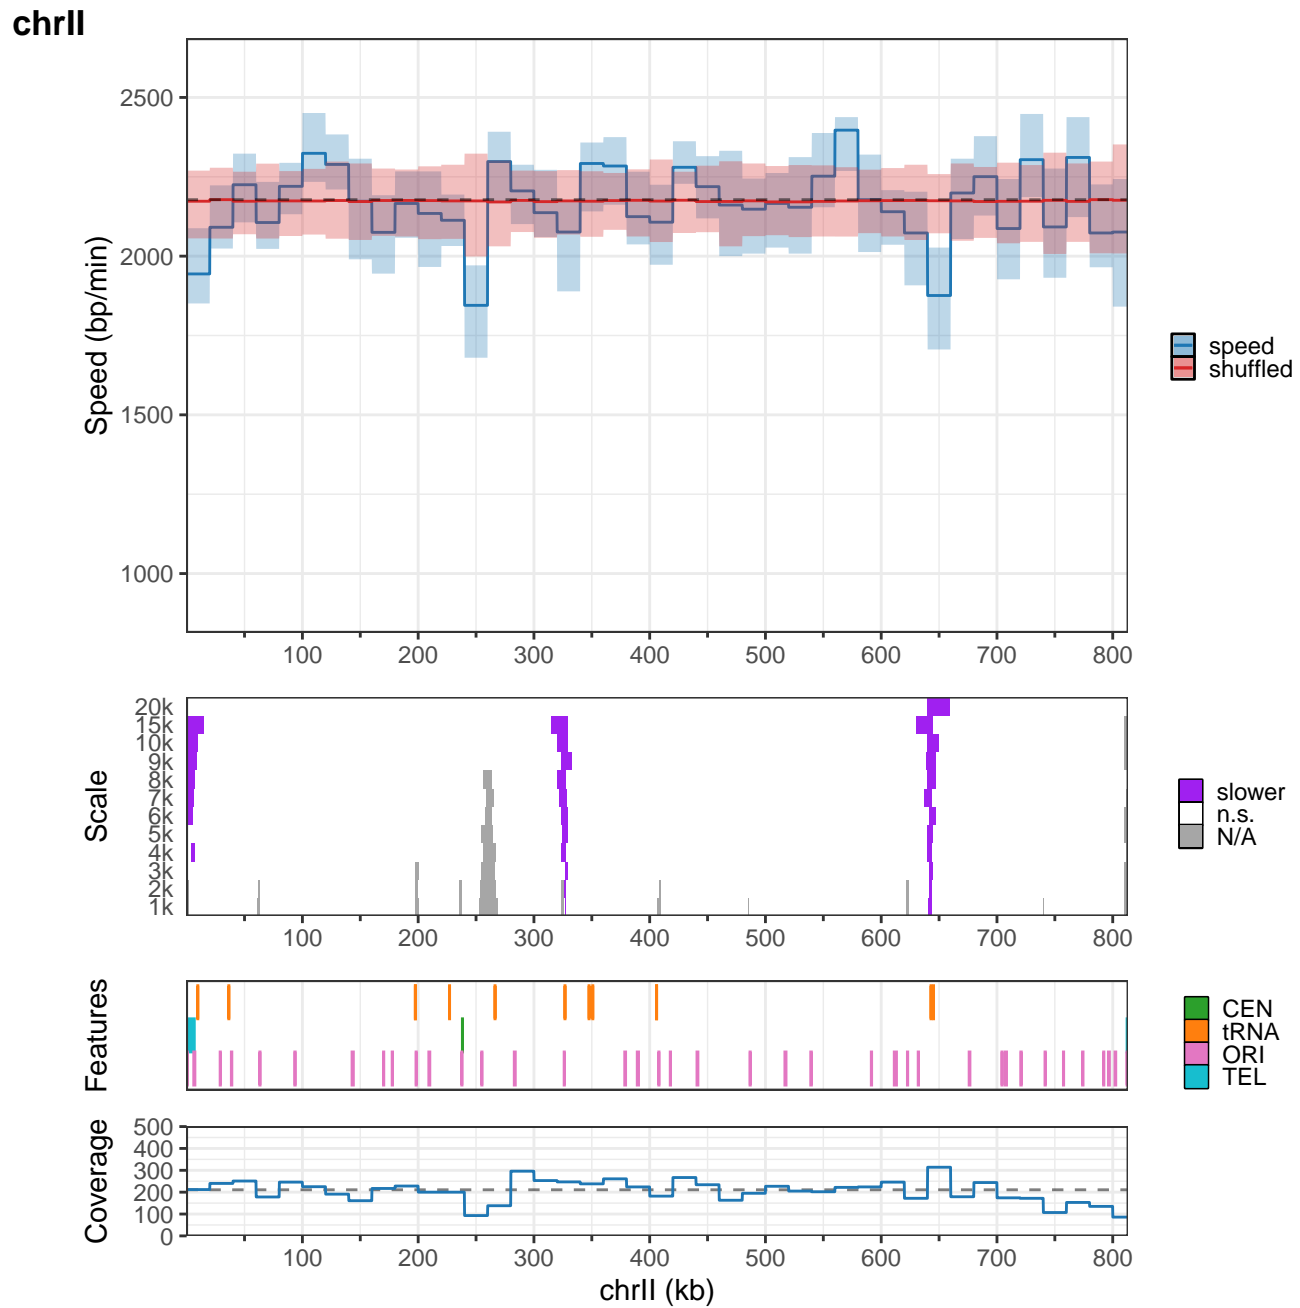 chrII
Speed (bp/min)
2500
2000
1500
1000
100 200 300 400 500 600 700 800
speed
shuffled
Scale
20k
15k
10k
9k
8k
7k
6k
5k
4k
3k
2k
1k
100 200 300 400 500 600 700 800
slower
n.s.
N/A
Features
CEN
tRNA
ORI
TEL
Coverage
500
400
300
200
100
0
100 200 300 400 500 600 700 800
chrII (kb)